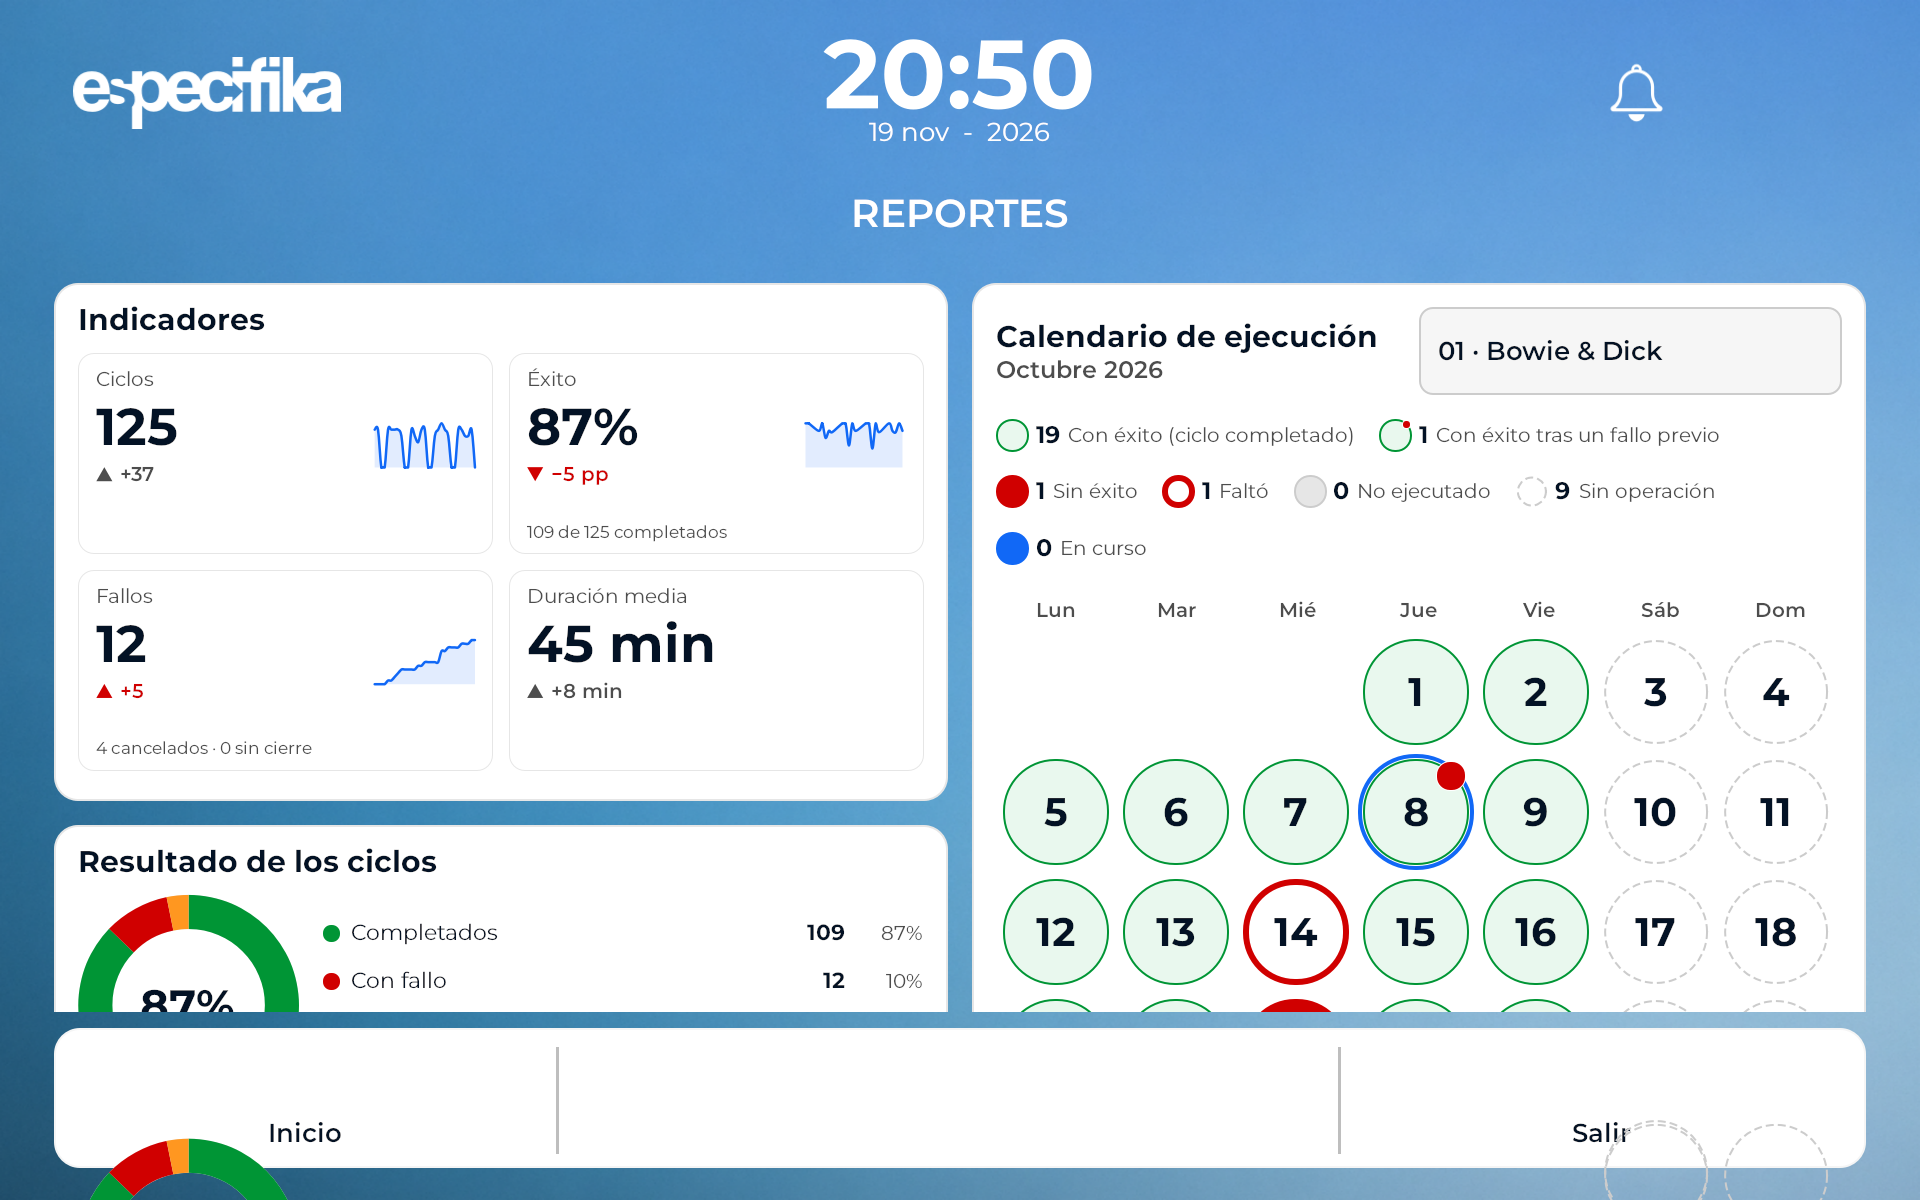 especifika
20:50
19 nov - 2026
REPORTES
Indicadores
Ciclos
125
▲ +37
Éxito
87%
▼ −5 pp
109 de 125 completados
Fallos
12
▲ +5
4 cancelados · 0 sin cierre
Duración media
45 min
▲ +8 min
Resultado de los ciclos
87%
Completados 109 87%
Con fallo 12 10%
Calendario de ejecución
Octubre 2026
01 · Bowie & Dick
19 Con éxito (ciclo completado) 1 Con éxito tras un fallo previo
1 Sin éxito 1 Faltó 0 No ejecutado 9 Sin operación
0 En curso
Lun Mar Mié Jue Vie Sáb Dom
1 2 3 4
5 6 7 8 9 10 11
12 13 14 15 16 17 18
Inicio
Salir